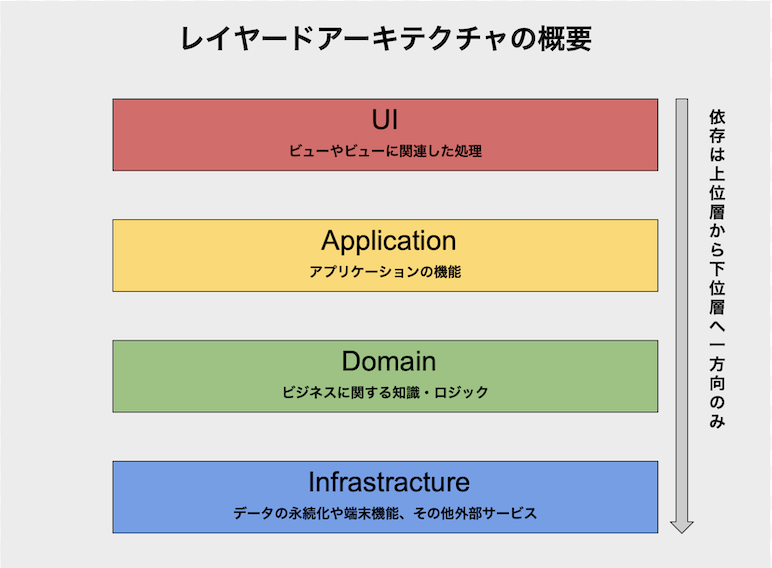 レイヤードアーキテクチャの概要
UI
ビューやビューに関連した処理
Application
アプリケーションの機能
Domain
ビジネスに関する知識・ロジック
Infrastracture
データの永続化や端末機能、その他外部サービス
依存は上位層から下位層へ一方向のみ